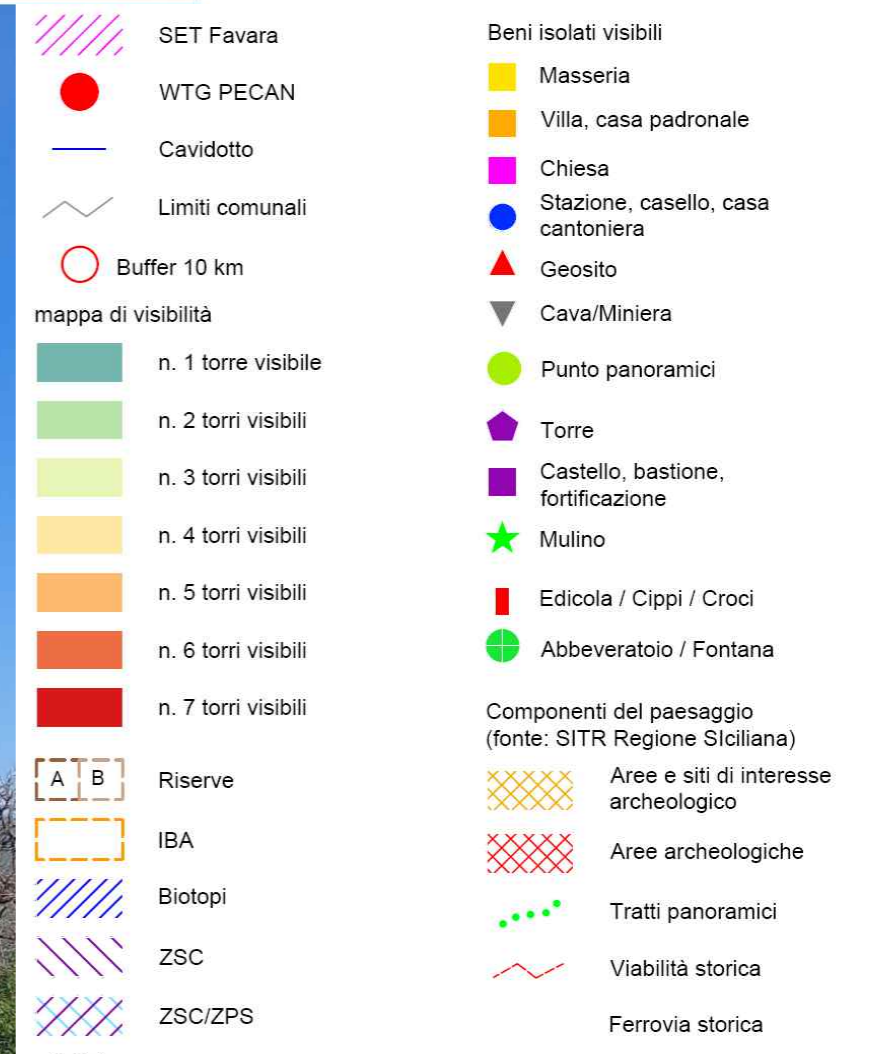 SET Favara
WTG PECAN
Cavidotto
Limiti comunali
Buffer 10 km
mappa di visibilità
n. 1 torre visibile
n. 2 torri visibili
n. 3 torri visibili
n. 4 torri visibili
n. 5 torri visibili
n. 6 torri visibili
n. 7 torri visibili
A B Riserve
IBA
Biotopi
ZSC
ZSC/ZPS
Beni isolati visibili
Masseria
Villa, casa padronale
Chiesa
Stazione, casello, casa
cantoniera
Geosito
Cava/Miniera
Punto panoramici
Torre
Castello, bastione,
fortificazione
Mulino
Edicola / Cippi / Croci
Abbeveratoio / Fontana
Componenti del paesaggio
(fonte: SITR Regione SIciliana)
Aree e siti di interesse
archeologico
Aree archeologiche
Tratti panoramici
Viabilità storica
Ferrovia storica